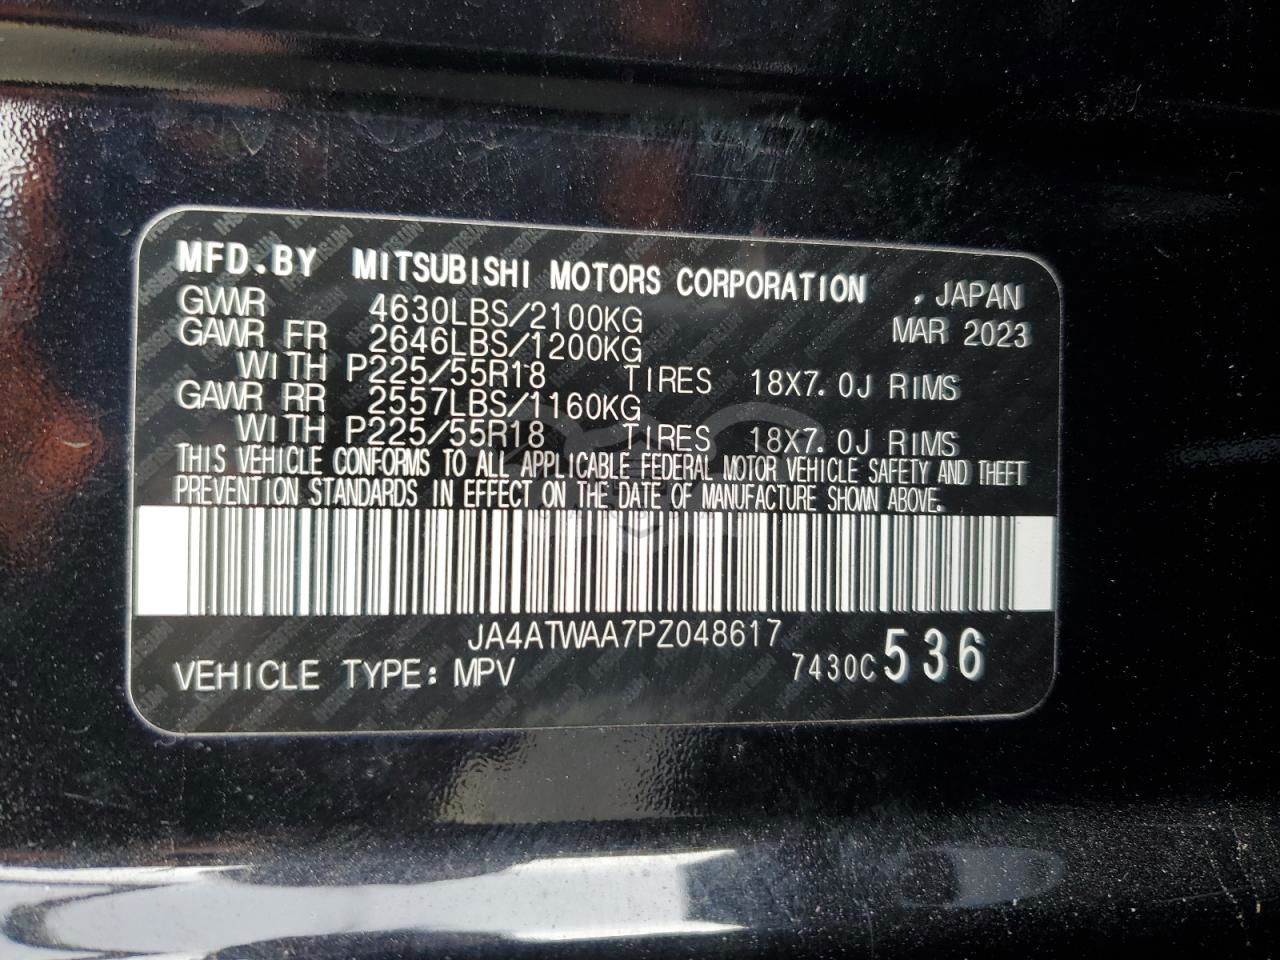 MFD.BY MITSUBISHI MOTORS CORPORATION , JAPAN
GVWR 4630LBS/2100KG MAR 2023
GAWR FR 2646LBS/1200KG
WITH P225/55R18 TIRES 18X7.0J RIMS
GAWR RR 2557LBS/1160KG
WITH P225/55R18 TIRES 18X7.0J RIMS
THIS VEHICLE CONFORMS TO ALL APPLICABLE FEDERAL MOTOR VEHICLE SAFETY AND THEFT
PREVENTION STANDARDS IN EFFECT ON THE DATE OF MANUFACTURE SHOWN ABOVE.
JA4ATWAA7PZ048617
VEHICLE TYPE: MPV 7430C 536